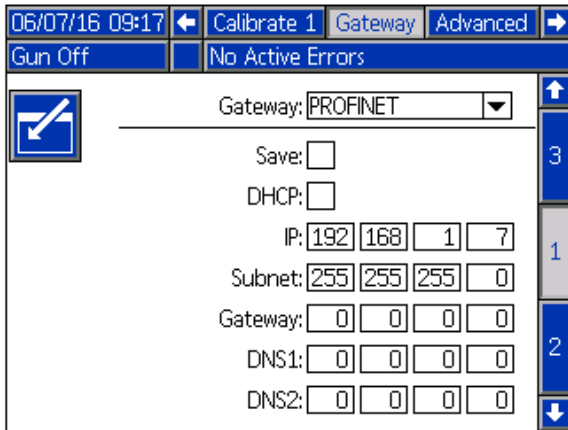 06/07/16 09:17 Calibrate 1 Gateway Advanced
Gun Off No Active Errors
Gateway: PROFINET
Save:
3
DHCP:
IP: 192 168 1 7
1
Subnet: 255 255 255 0
Gateway: 0 0 0 0
2
DNS1: 0 0 0 0
DNS2: 0 0 0 0